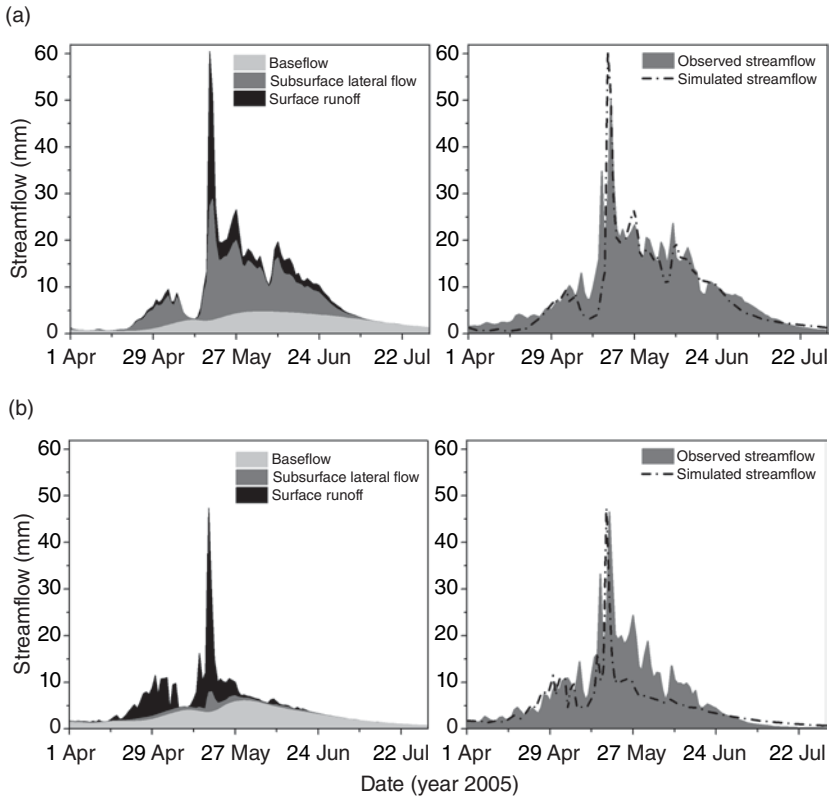 (a)
Streamflow (mm)
60
50
40
30
20
10
0
Baseflow
Subsurface lateral flow
Surface runoff
1 Apr 29 Apr 27 May 24 Jun 22 Jul
60
50
40
30
20
10
0
Observed streamflow
Simulated streamflow
1 Apr 29 Apr 27 May 24 Jun 22 Jul
(b)
Streamflow (mm)
60
50
40
30
20
10
0
Baseflow
Subsurface lateral flow
Surface runoff
1 Apr 29 Apr 27 May 24 Jun 22 Jul
60
50
40
30
20
10
0
Observed streamflow
Simulated streamflow
1 Apr 29 Apr 27 May 24 Jun 22 Jul
Date (year 2005)